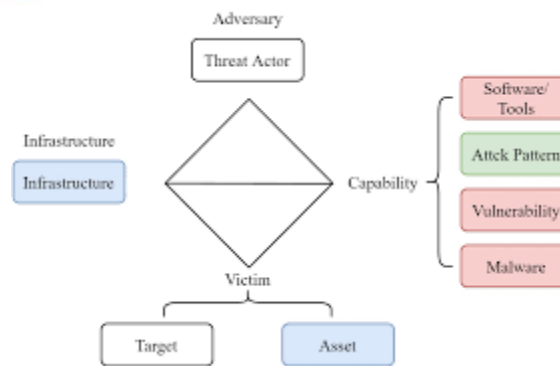 Adversary
Threat Actor
Software/
Tools
Infrastructure
Infrastructure
Attck Pattern
Capability
Vulnerability
Malware
Victim
Target
Asset